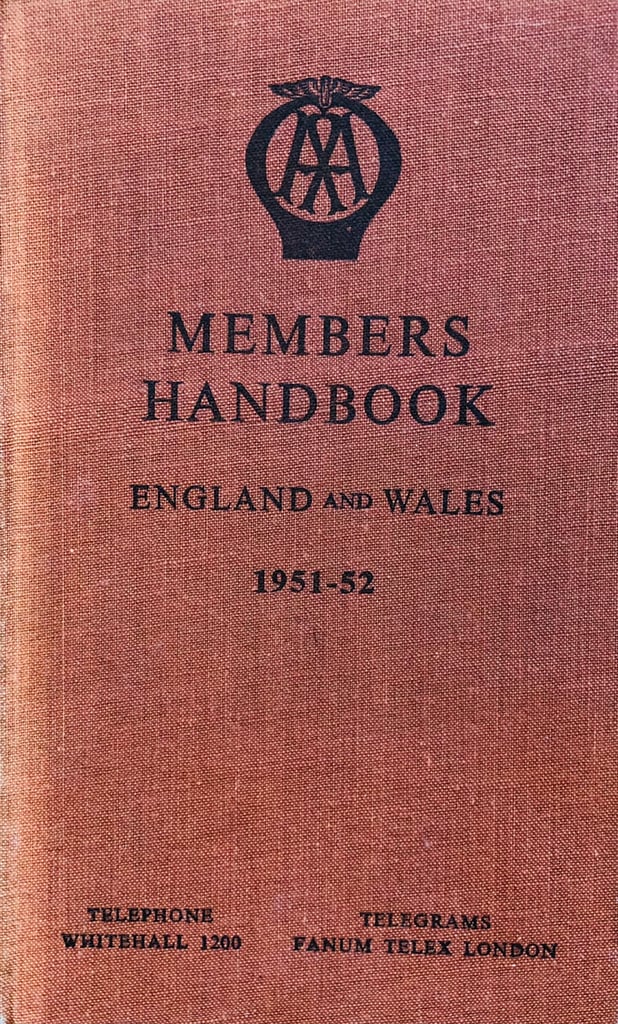 AA
MEMBERS
HANDBOOK
ENGLAND AND WALES
1951-52
TELEPHONE
WHITEHALL 1200
TELEGRAMS
FANUM TELEX LONDON